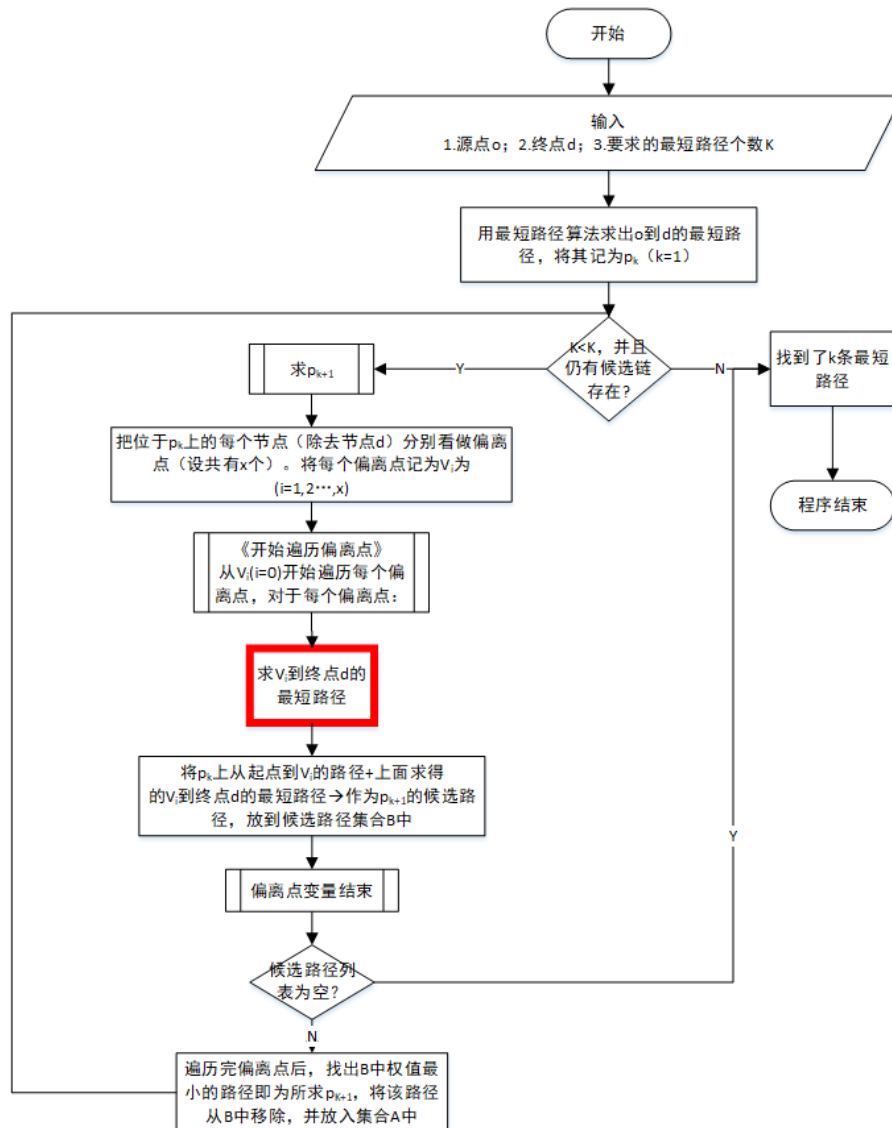 开始
输入
1.源点o；2.终点d；3.要求的最短路径个数K
用最短路径算法求出o到d的最短路
径，将其记为pk（k=1）
K<K，并且
仍有候选链
存在？
Y
N
求pk+1
找到了k条最短
路径
把位于pk上的每个节点（除去节点d）分别看做偏离
点（设共有x个）。将每个偏离点记为Vi为
(i=1,2…,x)
程序结束
《开始遍历偏离点》
从Vi(i=0)开始遍历每个偏
离点，对于每个偏离点：
求Vi到终点d的
最短路径
将pk上从起点到Vi的路径+上面求得
的Vi到终点d的最短路径→作为pk+1的候选路
径，放到候选路径集合B中
Y
偏离点变量结束
候选路径列
表为空？
N
遍历完偏离点后，找出B中权值最
小的路径即为所求pK+1，将该路径
从B中移除，并放入集合A中